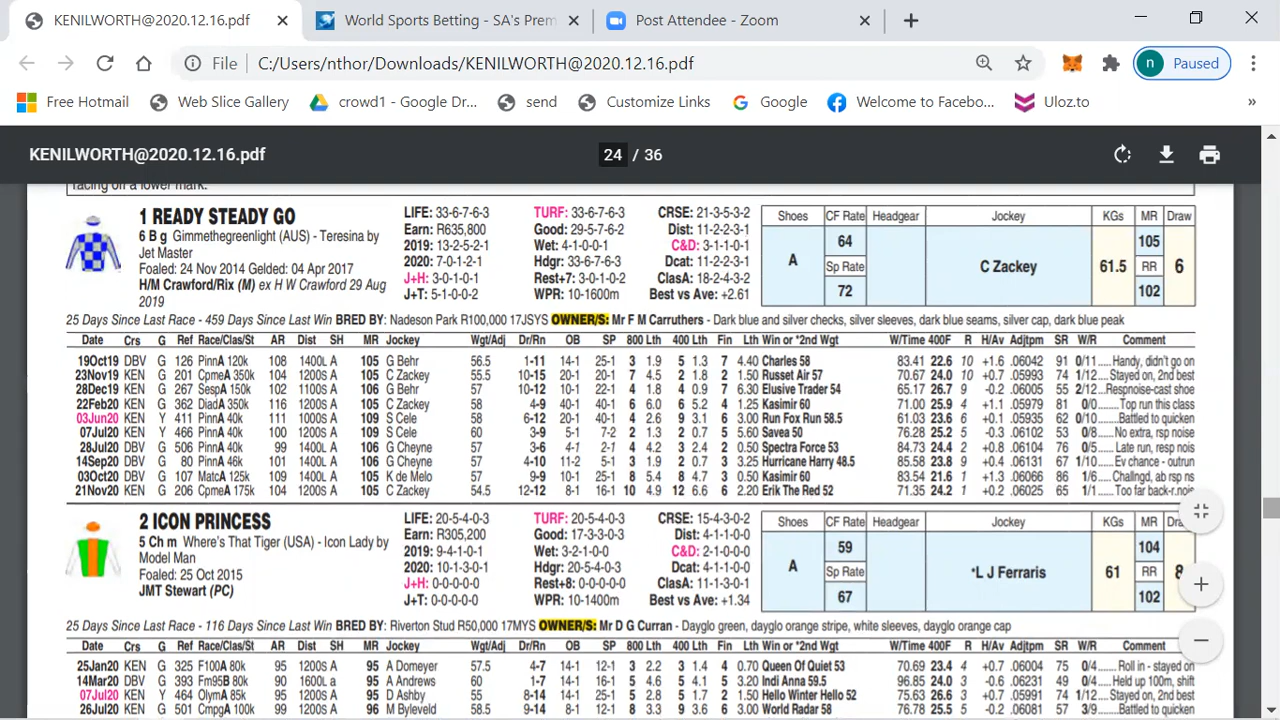 KENILWORTH@2020.12.16.pdf
World Sports Betting - SA's Prem
Post Attendee - Zoom
File
C:/Users/nthor/Downloads/KENILWORTH@2020.12.16.pdf
n Paused
Free Hotmail
Web Slice Gallery
crowd1 - Google Dr...
send
Customize Links
Google
Welcome to Facebo...
Uloz.to
»
KENILWORTH@2020.12.16.pdf
24 / 36
racing on a lower mark.
1 READY STEADY GO
6 B g Gimmethegreenlight (AUS) - Teresina by
Jet Master
Foaled: 24 Nov 2014 Gelded: 04 Apr 2017
H/M Crawford/Rix (M) ex H W Crawford 29 Aug
2019
LIFE: 33-6-7-6-3 TURF: 33-6-7-6-3 CRSE: 21-3-5-3-2
Earn: R635,800 Good: 29-5-7-6-2 Dist: 11-2-2-3-1
2019: 13-2-5-2-1 Wet: 4-1-0-0-1 C&D: 3-1-1-0-1
2020: 7-0-1-2-1 Hdgr: 33-6-7-6-3 Dcat: 11-2-2-3-1
J+H: 3-0-1-0-1 Rest+7: 3-0-1-0-2 ClasA: 18-2-4-3-2
J+T: 5-1-0-0-2 WPR: 10-1600m Best vs Ave: +2.61
Shoes CF Rate Headgear Jockey KGs MR Draw
A 64 Sp Rate 72 C Zackey 61.5 105 RR 102 6
25 Days Since Last Race - 459 Days Since Last Win BRED BY: Nadeson Park R100,000 17JSYS OWNER/S: Mr F M Carruthers - Dark blue and silver checks, silver sleeves, dark blue seams, silver cap, dark blue peak
Date Crs G Ref Race/Clas/St AR Dist SH MR Jockey Wgt/Adj Dr/Rn OB SP 800 Lth 400 Lth Fin Lth Win or *2nd Wgt W/Time 400F R H/Av Adjtpm SR W/R Comment
19Oct19 DBV G 126 PinnA 120k 108 1400L A 105 G Behr 56.5 1-11 14-1 25-1 3 1.9 5 1.3 7 4.40 Charles 58 83.41 22.6 10 +1.6 .06042 91 0/11 Handy, didn't go on
23Nov19 KEN G 201 CpmeA 350k 104 1200S A 105 C Zackey 55.5 10-15 20-1 20-1 7 4.5 2 1.8 2 1.50 Russet Air 57 70.67 24.0 10 +0.7 .05993 74 1/12 Stayed on, 2nd best
28Dec19 KEN G 267 SespA 150k 110 1100S A 106 G Behr 57 10-12 10-1 22-1 4 1.8 4 0.9 7 6.30 Elusive Trader 54 65.17 26.7 9 -0.2 .06005 55 2/12 Respnoise-cast shoe
22Feb20 KEN G 362 DiadA 350k 116 1200S A 105 C Zackey 58 4-9 40-1 40-1 6 6.0 6 5.2 4 1.25 Kasimir 60 71.00 25.9 4 +1.1 .05979 81 0/0 Top run this class
03Jun20 KEN Y 411 PinnA 40k 111 1000S A 109 S Cele 58 6-12 20-1 40-1 4 2.6 9 3.1 6 3.00 Run Fox Run 58.5 61.03 23.6 6 +0.1 .05935 62 0/10 Battled to quicken
07Jul20 KEN Y 466 PinnA 40k 100 1200S A 109 S Cele 60 3-9 5-1 7-2 2 1.3 2 0.7 5 5.60 Savea 50 76.28 25.2 5 -0.3 .06102 53 0/8 No extra, rsp noise
28Jul20 DBV G 506 PinnA 40k 99 1400L A 106 G Cheyne 57 3-6 4-1 2-1 4 4.2 3 2.4 2 0.50 Spectra Force 53 84.73 24.4 2 +0.8 .06104 76 0/5 Late run, resp nois
14Sep20 DBV G 80 PinnA 46k 101 1400L A 106 G Cheyne 57 4-10 11-2 5-1 3 1.9 3 0.7 7 3.25 Hurricane Harry 48.5 85.58 23.8 9 +0.4 .06131 67 1/10 Ev chance - outrun
03Oct20 DBV G 107 MatcA 125k 101 1400L A 106 K de Melo 57 9-9 10-1 25-1 8 5.4 8 4.7 3 0.50 Kasimir 60 84.54 21.6 1 +1.3 .06066 86 1/6 Challngd, ab rsp ns
21Nov20 KEN G 206 CpmeA 175k 104 1200S A 105 C Zackey 54.5 12-12 8-1 16-1 10 4.9 12 6.6 6 2.20 Erik The Red 52 71.35 24.2 1 +0.2 .06025 65 1/1 Too far back-r.nois
2 ICON PRINCESS
5 Ch m Where's That Tiger (USA) - Icon Lady by
Model Man
Foaled: 25 Oct 2015
JMT Stewart (PC)
LIFE: 20-5-4-0-3 TURF: 20-5-4-0-3 CRSE: 15-4-3-0-2
Earn: R305,200 Good: 17-3-3-0-3 Dist: 4-1-1-0-0
2019: 9-4-1-0-1 Wet: 3-2-1-0-0 C&D: 2-1-0-0-0
2020: 10-1-3-0-1 Hdgr: 20-5-4-0-3 Dcat: 4-1-1-0-0
J+H: 0-0-0-0-0 Rest+8: 0-0-0-0-0 ClasA: 11-1-3-0-1
J+T: 0-0-0-0-0 WPR: 10-1400m Best vs Ave: +1.34
Shoes CF Rate Headgear Jockey KGs MR
A 59 Sp Rate 67 *L J Ferraris 61 104 RR 102
25 Days Since Last Race - 116 Days Since Last Win BRED BY: Riverton Stud R50,000 17MYS OWNER/S: Mr D G Curran - Dayglo green, dayglo orange stripe, white sleeves, dayglo orange cap
Date Crs G Ref Race/Clas/St AR Dist SH MR Jockey Wgt/Adj Dr/Rn OB SP 800 Lth 400 Lth Fin Lth Win or *2nd Wgt W/Time 400F R H/Av Adjtpm SR W/R Comment
25Jan20 KEN G 325 F100A 80k 95 1200S A 95 A Domeyer 57.5 4-7 14-1 12-1 3 2.2 3 1.4 4 0.70 Queen Of Quiet 53 70.69 23.4 4 +0.7 .06004 75 0/4 Roll in - stayed on
14Mar20 DBV G 393 Fm95B 80k 90 1600L a 95 G Andrews 60 1-7 16-1 16-1 5 4.6 5 4.1 5 3.20 Indi Anna 59.5 96.85 24.0 3 -0.6 .06231 49 0/4 Held up 100m, shift
07Jul20 KEN Y 464 OlymA 85k 95 1200S A 95 D Ashby 55 8-14 14-1 25-1 5 2.8 5 1.7 2 1.50 Hello Winter Hello 52 75.63 26.6 3 +0.7 .05991 74 1/12 Stayed on, 2nd best
26Jul20 KEN G 501 CmpgA 100k 99 1200S A 96 M Byleveld 58.5 9-14 8-1 12-1 8 3.3 9 3.6 6 3.00 World Radar 58 76.78 25.5 5 -0.2 .06081 57 3/9 Battled to quicken